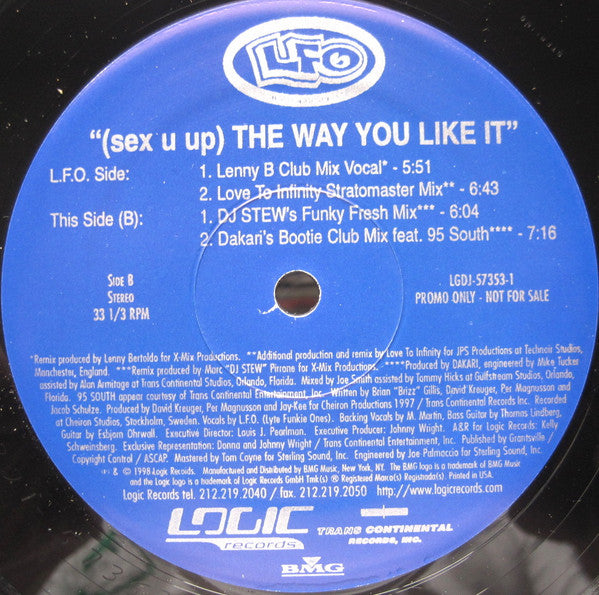 LFO
"(sex u up) THE WAY YOU LIKE IT"
L.F.O. Side: 1. Lenny B Club Mix Vocal* - 5:51
2. Love To Infinity Stratomaster Mix** - 6:43
This Side (B): 1. DJ STEW's Funky Fresh Mix*** - 6:04
2. Dakari's Bootie Club Mix feat. 95 South**** - 7:16
SIDE B
STEREO
33 1/3 RPM
LGDJ-57353-1
PROMO ONLY - NOT FOR SALE
*Remix produced by Lenny Bertoldo for X-Mix Productions. **Additional production and remix by Love To Infinity for JPS Productions at Technoir Studios,
Manchester, England. ***Remix produced by Marc "DJ STEW" Pirrone for X-Mix Productions. ****Produced by DAKARI, engineered by Mike Tucker
assisted by Alan Armitage at Trans Continental Studios, Orlando, Florida. Mixed by Joe Smith assisted by Tommy Hicks at Gulfstream Studios, Orlando,
Florida. 95 SOUTH appear courtesy of Trans Continental Entertainment, Inc. Written by Brian "Brizz" Gillis, David Kreuger, Per Magnusson and
Jacob Schulze. Produced by David Kreuger, Per Magnusson and Jay-Kee for Cheiron Productions 1997 / Trans Continental Records Inc. Recorded
at Cheiron Studios, Stockholm, Sweden. Vocals by L.F.O. (Lyte Funkie Ones). Backing Vocals by M. Martin, Bass Guitar by Thomas Lindberg,
Guitar by Esbjorn Ohrwall. Executive Director: Louis J. Pearlman. Executive Producer: Johnny Wright. A&R for Logic Records: Kelly
Schweinsberg. Exclusive Representation: Donna and Johnny Wright / Trans Continental Entertainment, Inc. Published by Grantsville /
Copyright Control / ASCAP. Mastered by Tom Coyne for Sterling Sound, Inc. Engineered by Joe Palmaccio for Sterling Sound, Inc.
℗ & © 1998 Logic Records. Manufactured and Distributed by BMG Music, New York, NY. The BMG logo is a trademark of BMG Music
and the Logic logo is a trademark of Logic Records GmbH Tmk(s) ® Registered Marca(s) Registrada(s). Printed in USA.
Logic Records tel. 212.219.2040 / fax. 212.219.2050 http://www.logicrecords.com
LOGIC records
TRANS CONTINENTAL
RECORDS, INC.
BMG